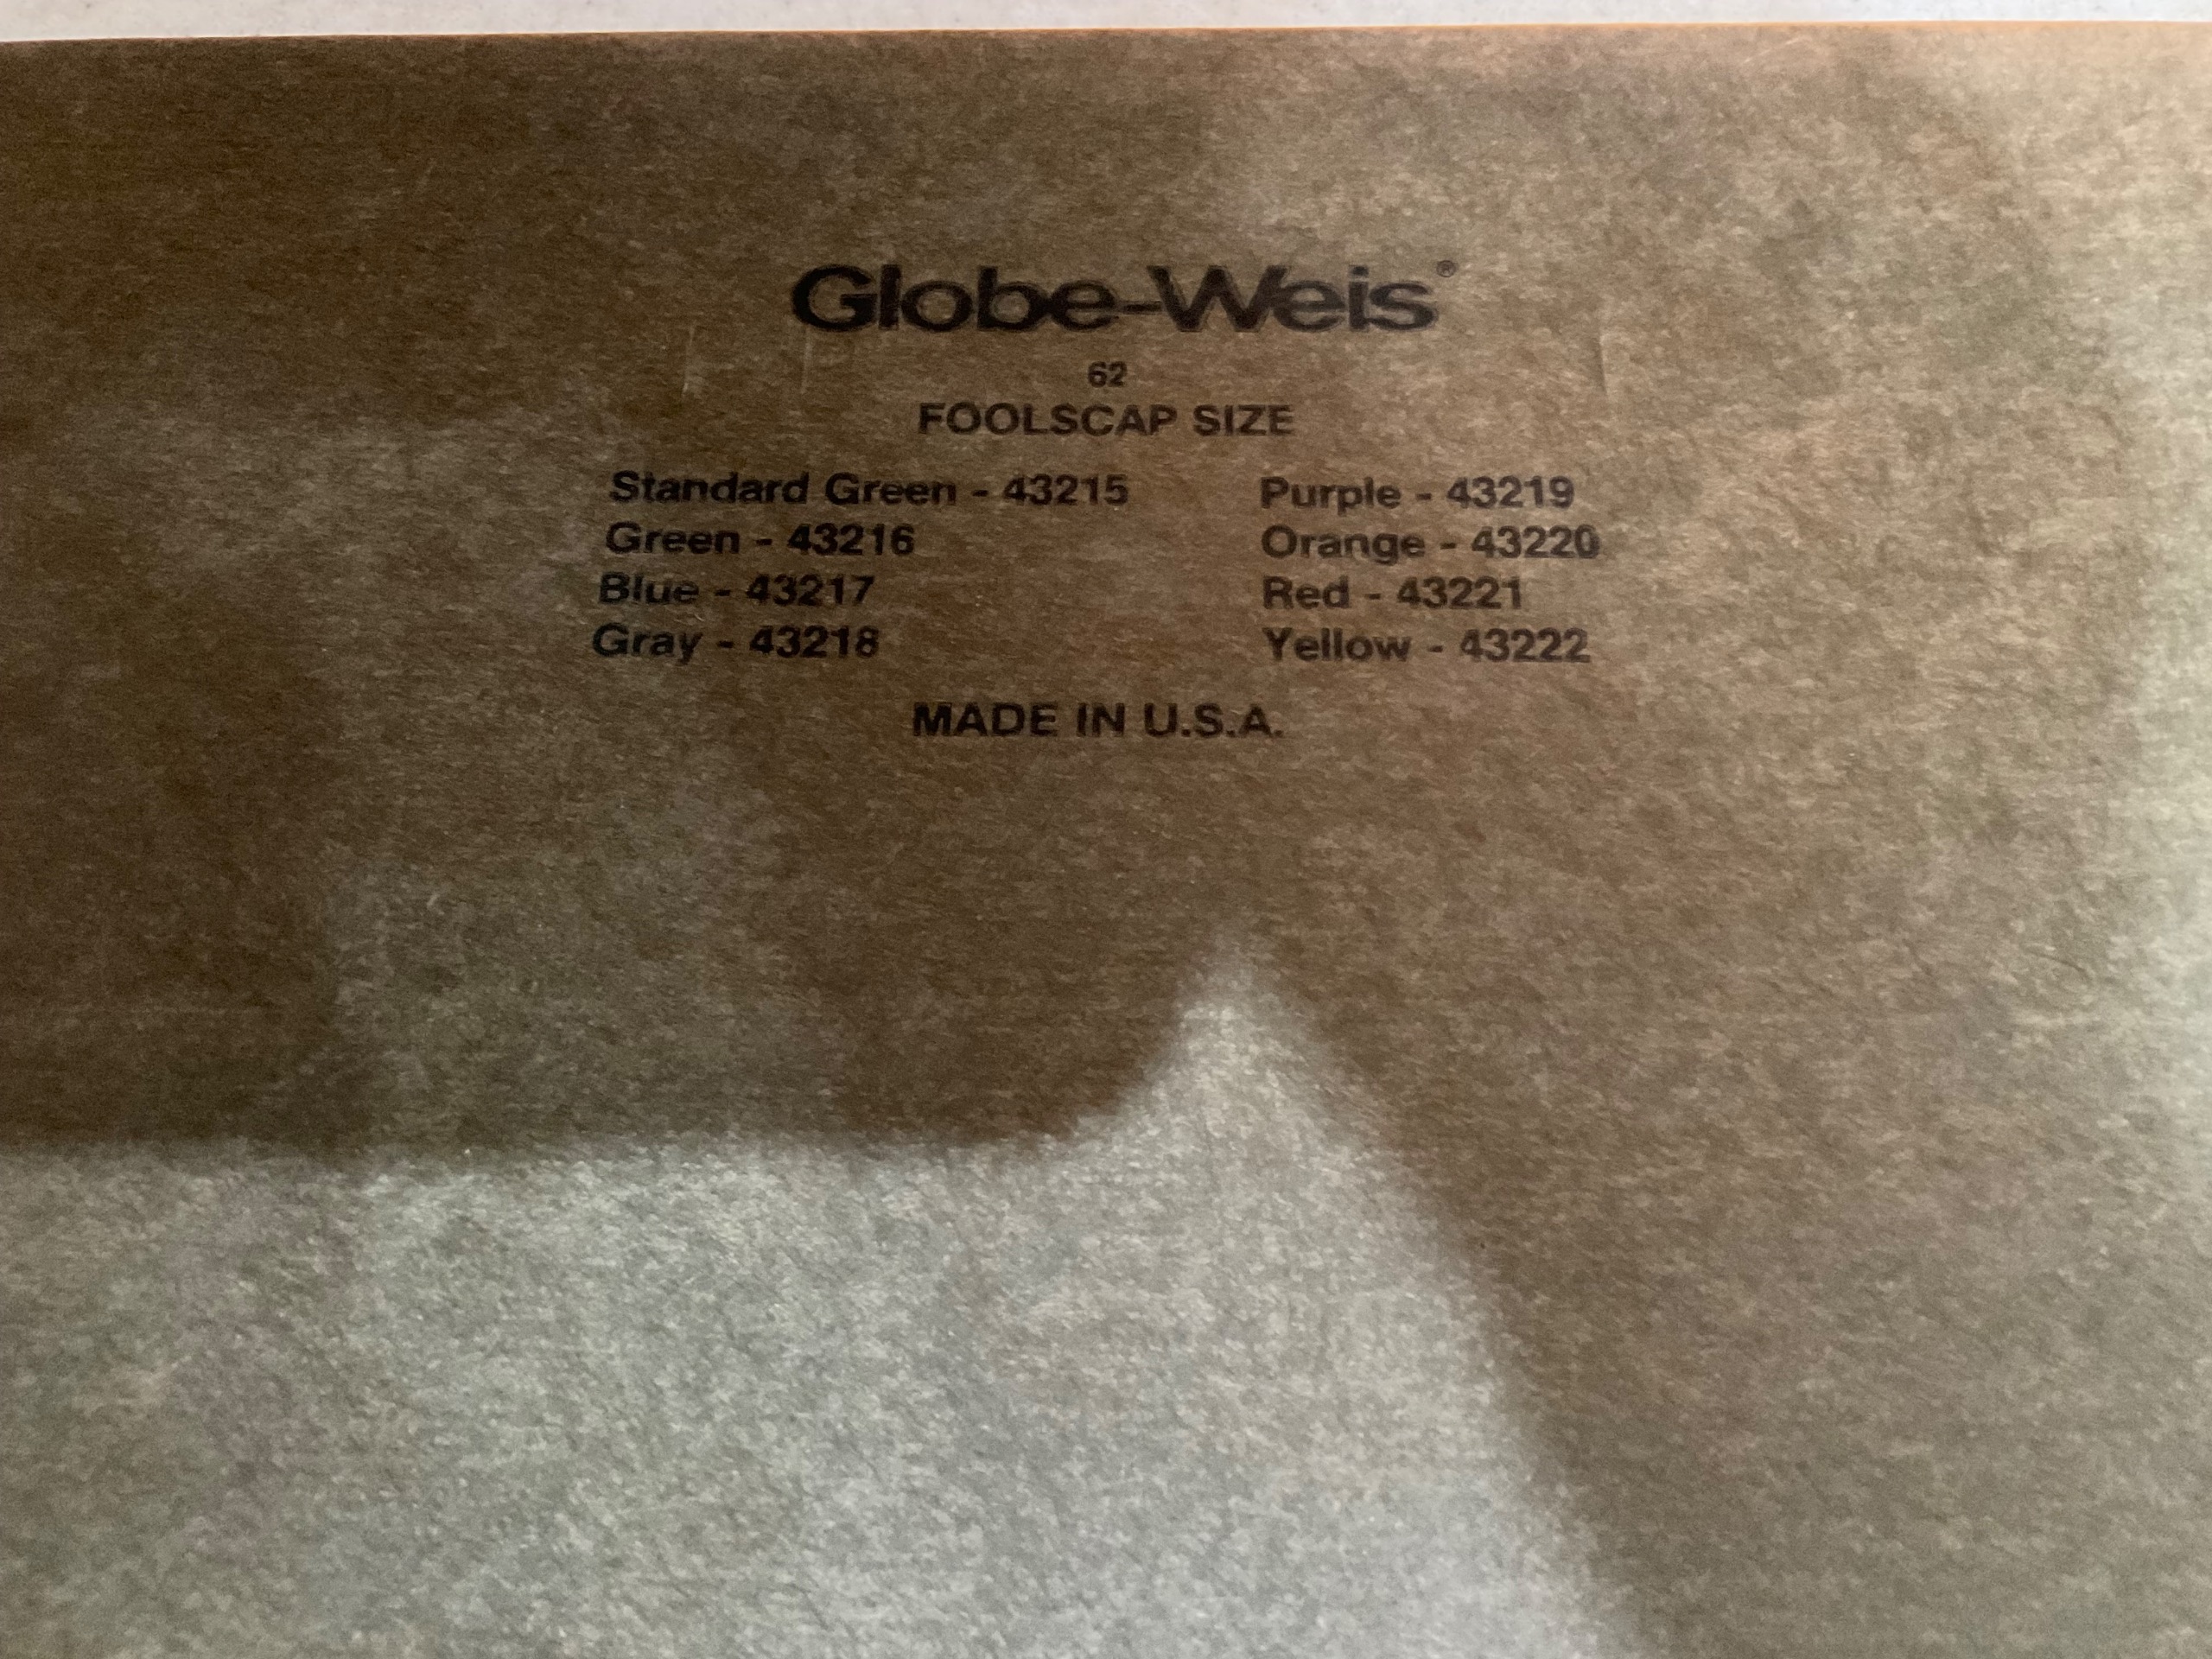 Globe-Weis®
62
FOOLSCAP SIZE
Standard Green - 43215 Purple - 43219
Green - 43216 Orange - 43220
Blue - 43217 Red - 43221
Gray - 43218 Yellow - 43222
MADE IN U.S.A.